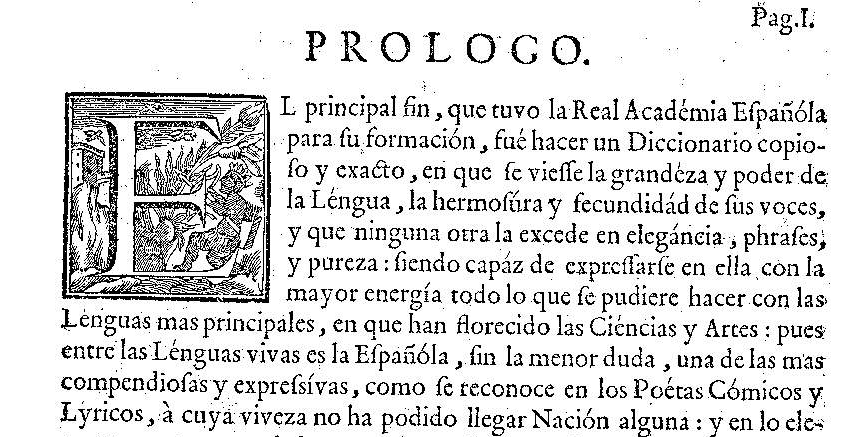 Pag.I.
PROLOGO.
EL principal fin, que tuvo la Real Académia Eſpañóla
para ſu formación, fué hacer un Diccionario copio-
ſo y exacto, en que ſe vieſſe la grandéza y poder de
la Léngua, la hermoſúra y fecundidád de ſus voces,
y que ninguna otra la excede en elegáncia, phraſes,
y pureza: ſiendo capáz de expreſſarſe en ella con la
mayor energía todo lo que ſe pudiere hacer con las
Lenguas mas principales, en que han florecido las Ciéncias y Artes: pues
entre las Lénguas vivas es la Eſpañóla, ſin la menor duda, una de las mas
compendioſas y expreſſívas, como ſe reconoce en los Poétas Cómicos y
Lyricos, à cuya viveza no ha podido llegar Nación alguna: y en lo ele-